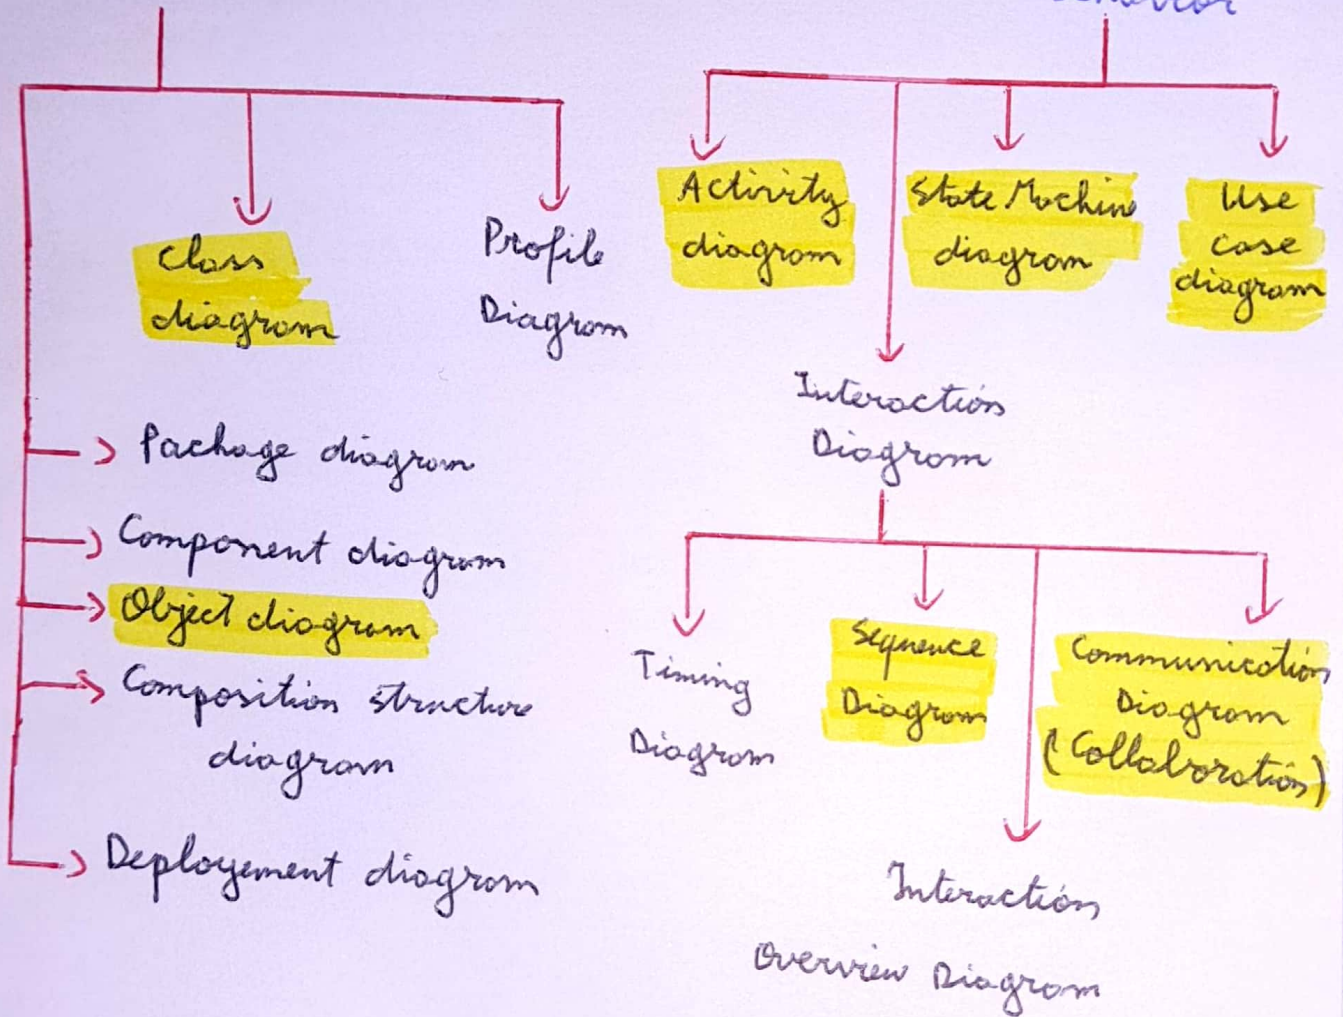 Behavior
Class
diagram
Profile
Diagram
Package diagram
Component diagram
Object diagram
Composition structure
diagram
Deployement diagram
Activity
diagram
State Machine
diagram
Use
case
diagram
Interaction
Diagram
Timing
Diagram
Sequence
Diagram
Communication
Diagram
(Collaboration)
Interaction
Overview Diagram